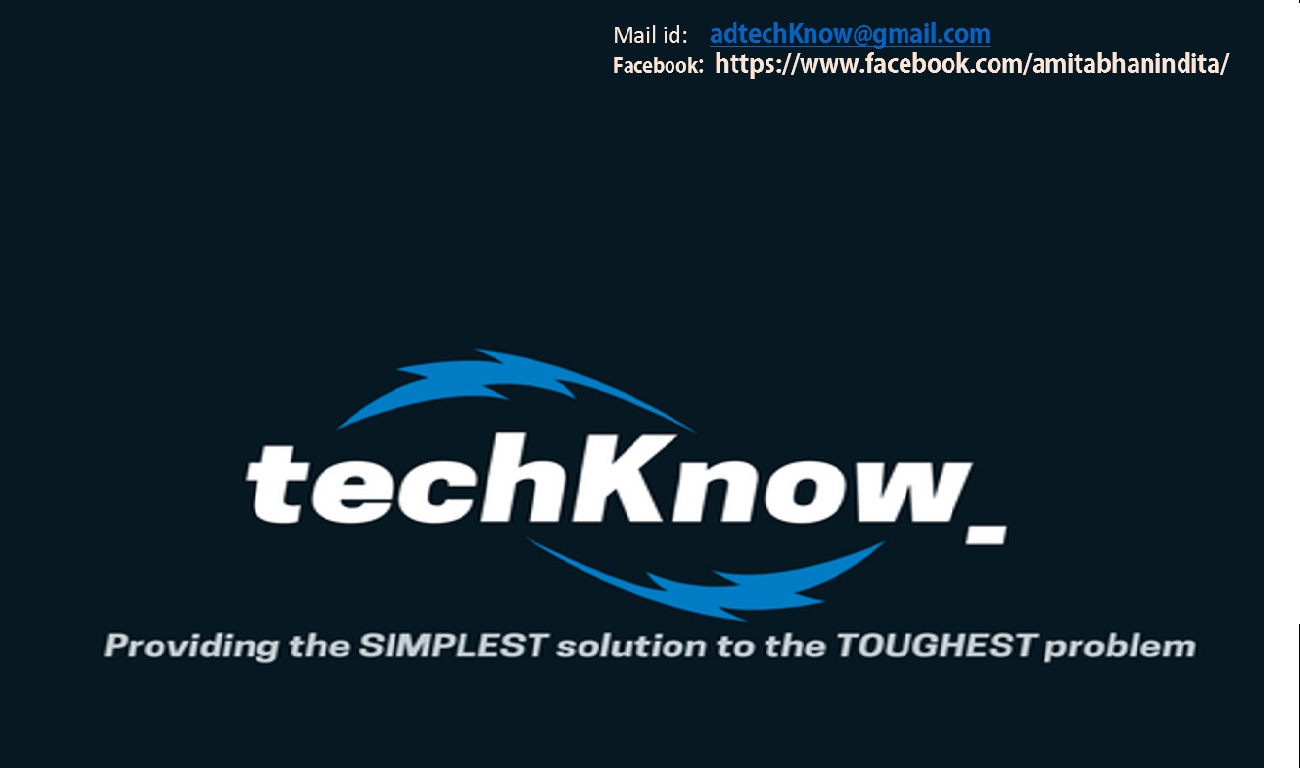 Mail id: adtechKnow@gmail.com
Facebook: https://www.facebook.com/amitabhanindita/
techKnow_
Providing the SIMPLEST solution to the TOUGHEST problem